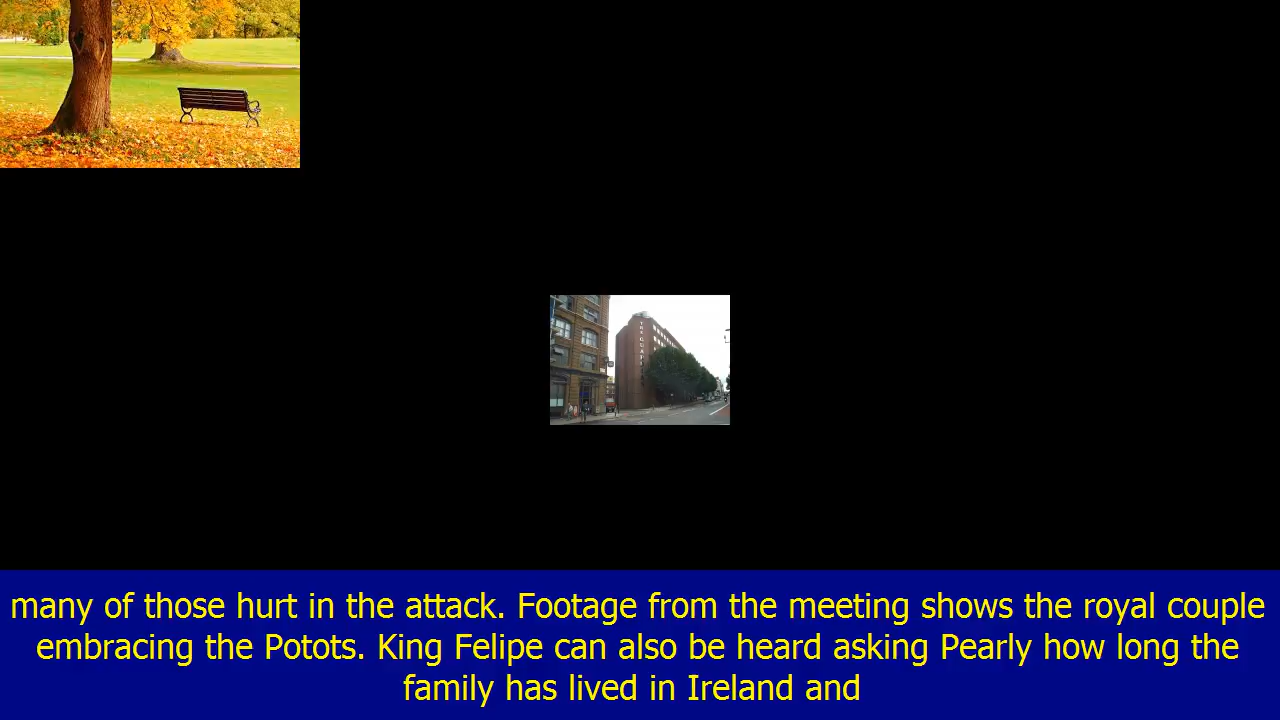 many of those hurt in the attack. Footage from the meeting shows the royal couple
embracing the Potots. King Felipe can also be heard asking Pearly how long the
family has lived in Ireland and